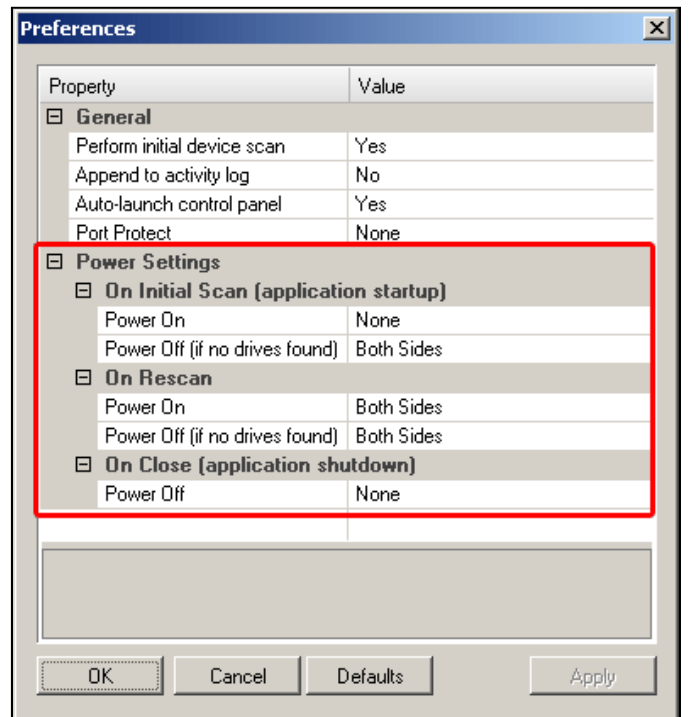 Preferences
Property Value
General
Perform initial device scan Yes
Append to activity log No
Auto-launch control panel Yes
Port Protect None
Power Settings
On Initial Scan (application startup)
Power On None
Power Off (if no drives found) Both Sides
On Rescan
Power On Both Sides
Power Off (if no drives found) Both Sides
On Close (application shutdown)
Power Off None
OK Cancel Defaults Apply